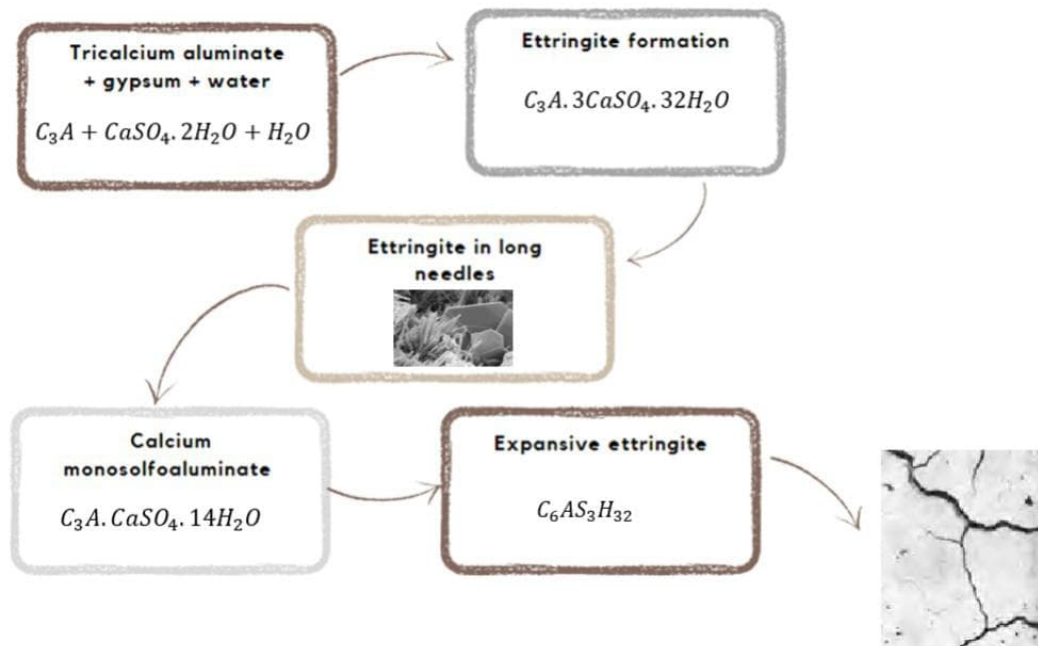 Tricalcium aluminate
+ gypsum + water
C₃A + CaSO₄.2H₂O + H₂O
Ettringite formation
C₃A.3CaSO₄.32H₂O
Ettringite in long
needles
Calcium
monosolfoaluminate
C₃A.CaSO₄.14H₂O
Expansive ettringite
C₆AS₃H₃₂